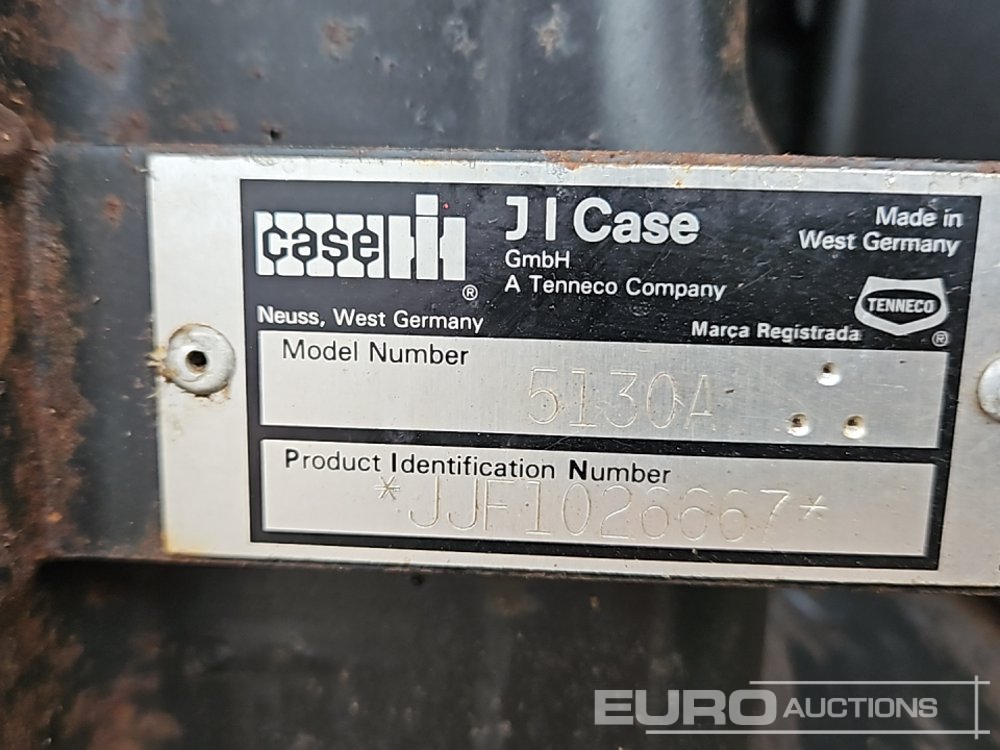 case IH ®
J I Case
GmbH
A Tenneco Company
Made in
West Germany
TENNECO ®
Neuss, West Germany
Marca Registrada
Model Number
5130A
Product Identification Number
*JJF1026667*
EURO AUCTIONS